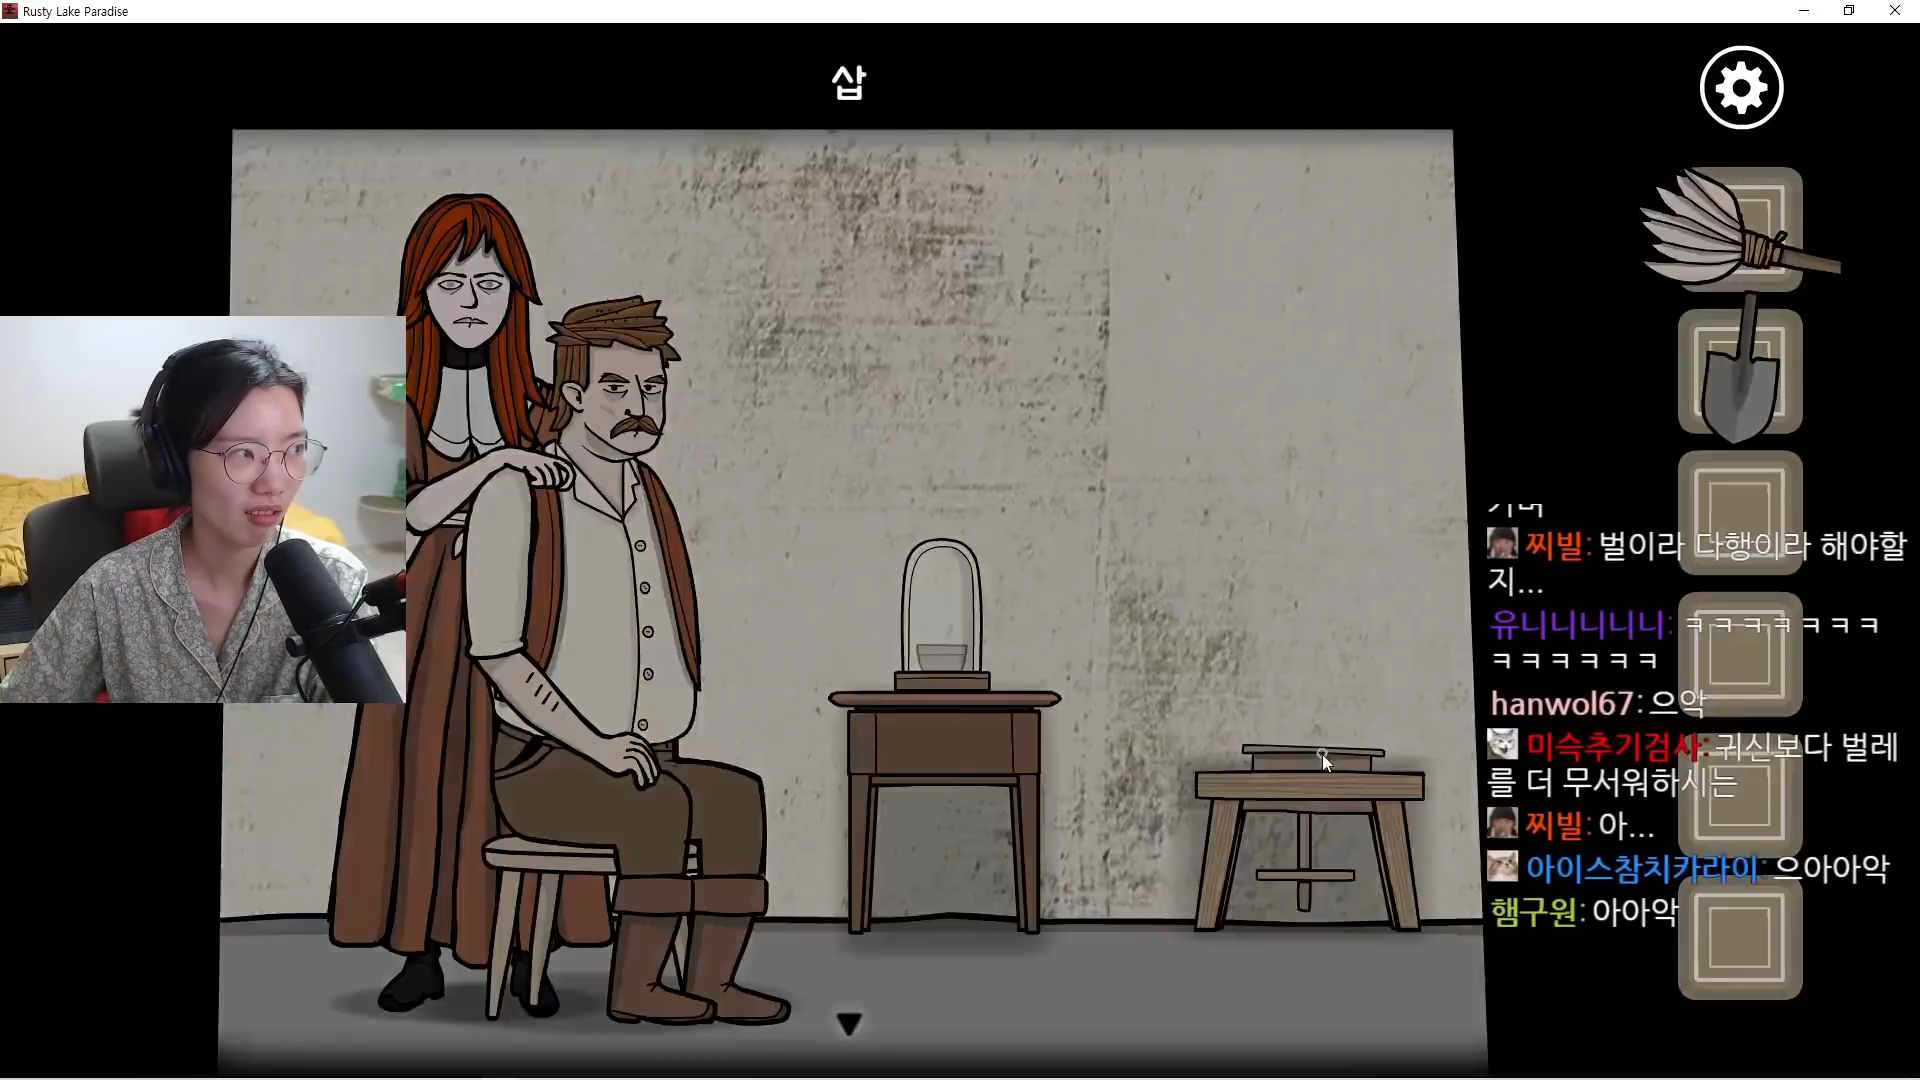 Rusty Lake Paradise
삽
찌빌: 벌이라 다행이라 해야할
지...
유니니니니니: ㅋㅋㅋㅋㅋㅋㅋ
ㅋㅋㅋㅋㅋㅋ
hanwol67: 으악
미슥추기검사: 귀신보다 벌레
를 더 무서워하시는
찌빌: 아...
아이스참치카라이: 으아아악
햄구원: 아아악